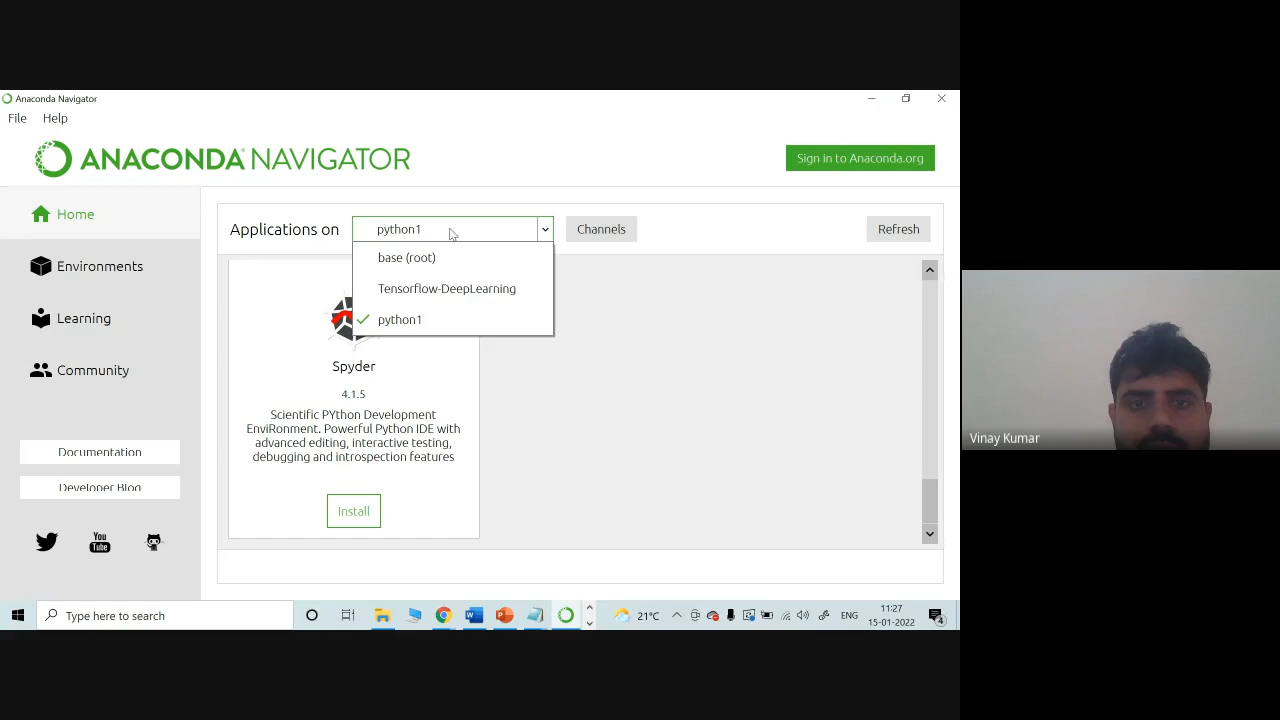 Anaconda Navigator
File Help
ANACONDA NAVIGATOR
Sign in to Anaconda.org
Home
Environments
Learning
Community
Documentation
Developer Blog
Applications on
python1
Channels
Refresh
base (root)
Tensorflow-DeepLearning
python1
Spyder
4.1.5
Scientific PYthon Development
EnviRonment. Powerful Python IDE with
advanced editing, interactive testing,
debugging and introspection features
Install
You
Tube
Type here to search
21°C
ENG
11:27
15-01-2022
4
Vinay Kumar